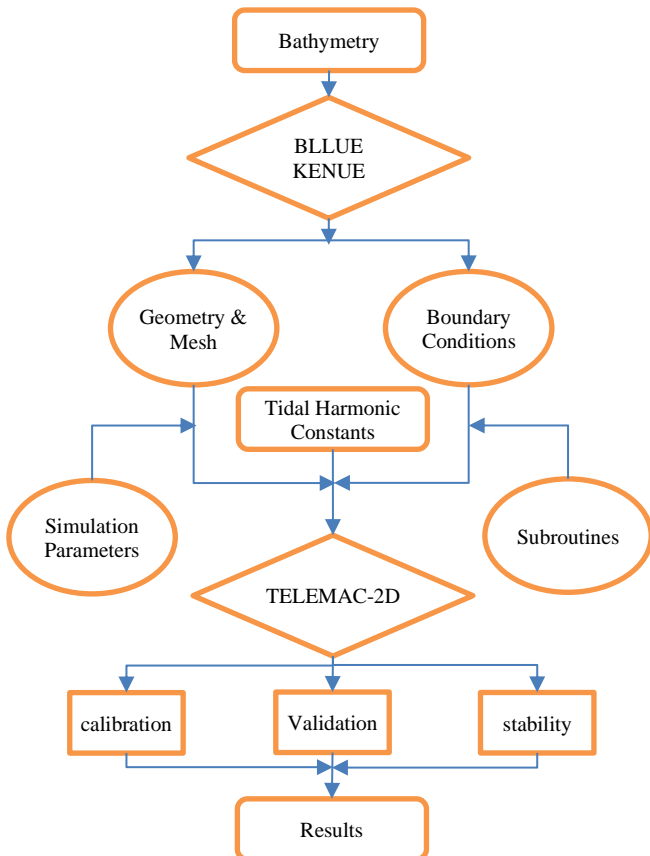 Bathymetry
BLLUE
KENUE
Geometry &
Mesh
Boundary
Conditions
Tidal Harmonic
Constants
Simulation
Parameters
Subroutines
TELEMAC-2D
calibration
Validation
stability
Results